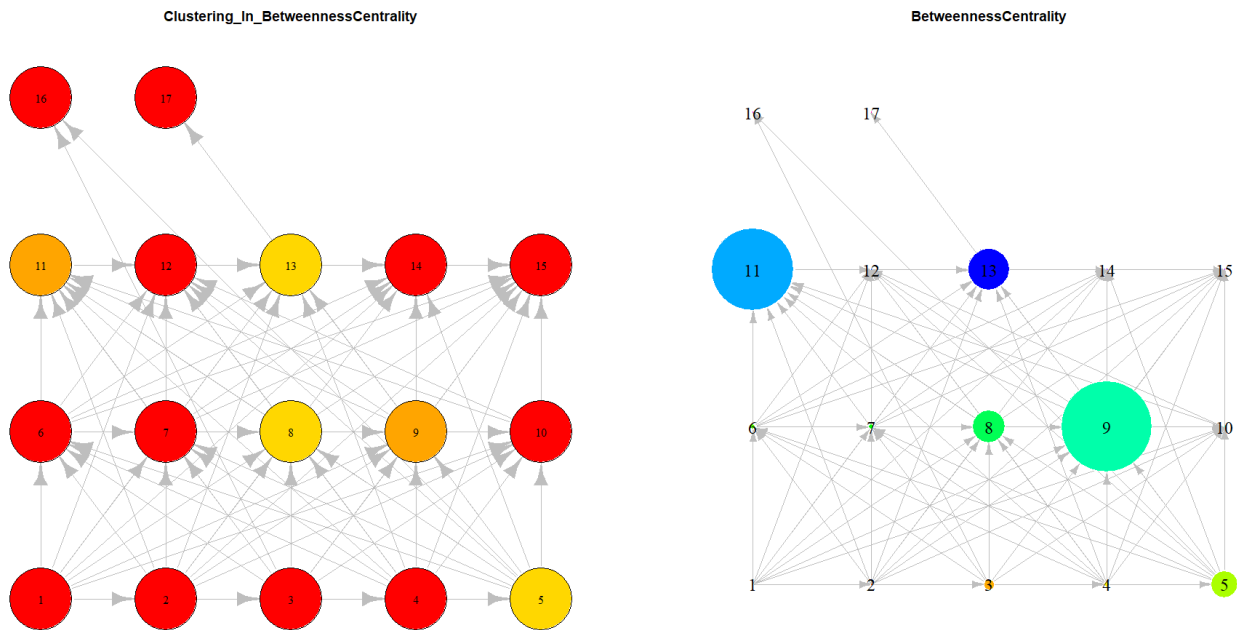 Clustering_In_BetweennessCentrality
16 17
11 12 13 14 15
6 7 8 9 10
1 2 3 4 5
BetweennessCentrality
16 17
11 12 13 14 15
6 7 8 9 10
1 2 3 4 5